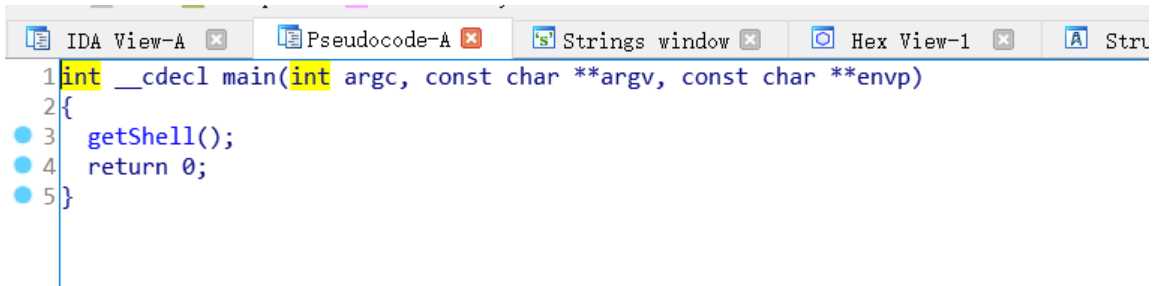 IDA View-A Pseudocode-A Strings window Hex View-1 Stru
1 int __cdecl main(int argc, const char **argv, const char **envp)
2 {
3 getShell();
4 return 0;
5 }